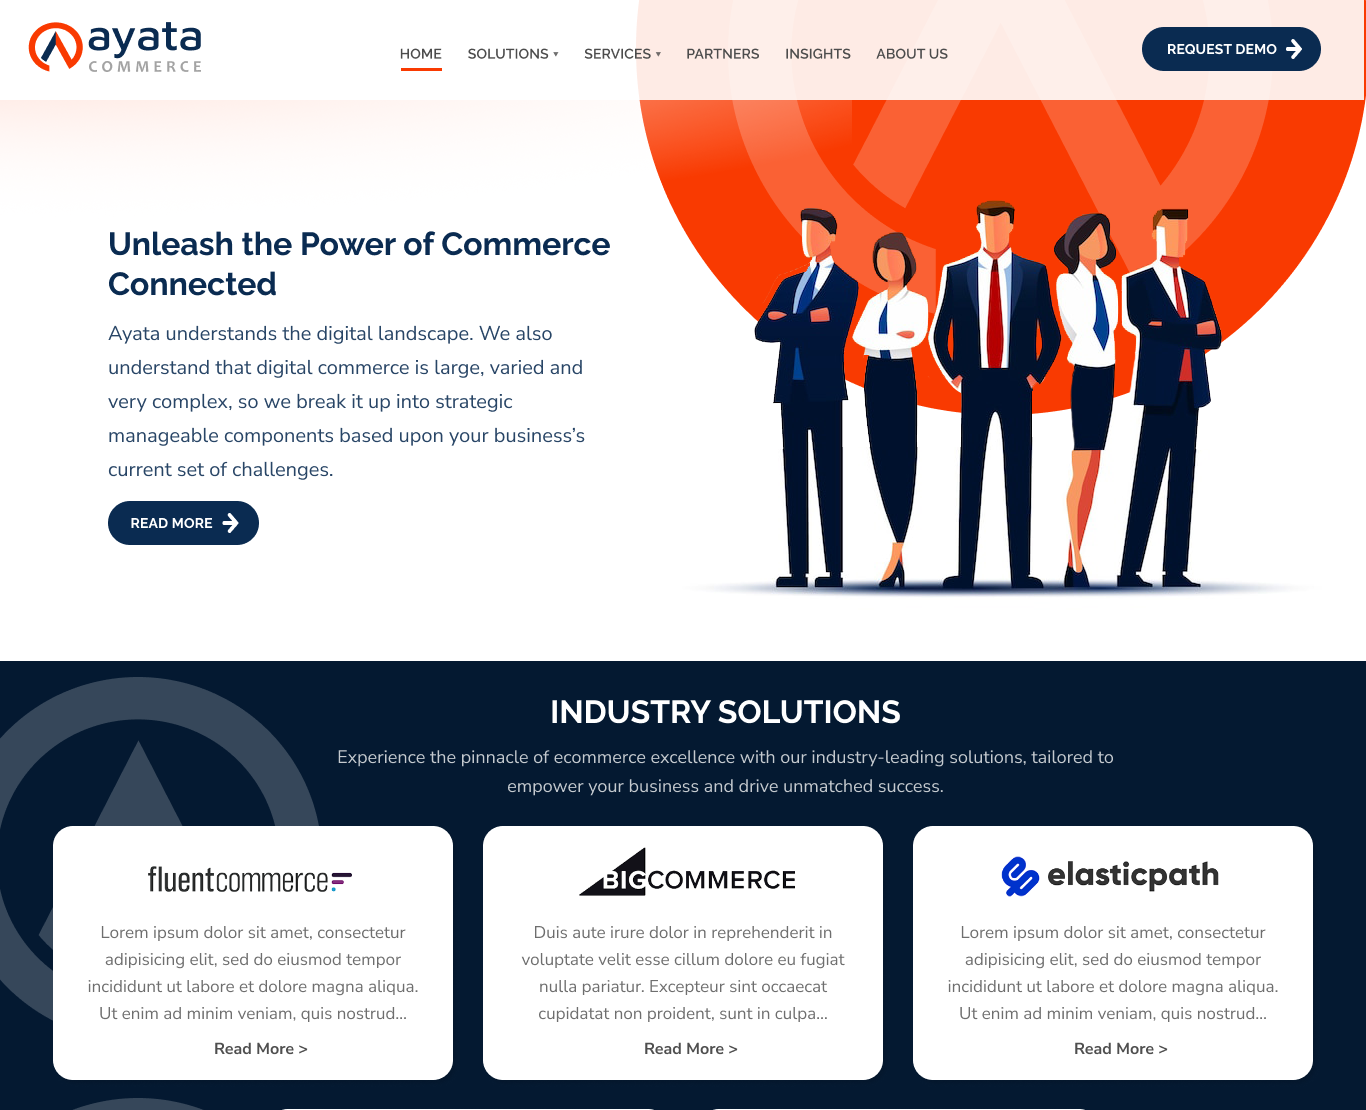 ayata
COMMERCE
HOME
SOLUTIONS
SERVICES
PARTNERS
INSIGHTS
ABOUT US
REQUEST DEMO
Unleash the Power of Commerce
Connected
Ayata understands the digital landscape. We also
understand that digital commerce is large, varied and
very complex, so we break it up into strategic
manageable components based upon your business’s
current set of challenges.
READ MORE
INDUSTRY SOLUTIONS
Experience the pinnacle of ecommerce excellence with our industry-leading solutions, tailored to
empower your business and drive unmatched success.
fluentcommerce
Lorem ipsum dolor sit amet, consectetur
adipisicing elit, sed do eiusmod tempor
incididunt ut labore et dolore magna aliqua.
Ut enim ad minim veniam, quis nostrud...
Read More >
BIGCOMMERCE
Duis aute irure dolor in reprehenderit in
voluptate velit esse cillum dolore eu fugiat
nulla pariatur. Excepteur sint occaecat
cupidatat non proident, sunt in culpa...
Read More >
elasticpath
Lorem ipsum dolor sit amet, consectetur
adipisicing elit, sed do eiusmod tempor
incididunt ut labore et dolore magna aliqua.
Ut enim ad minim veniam, quis nostrud...
Read More >